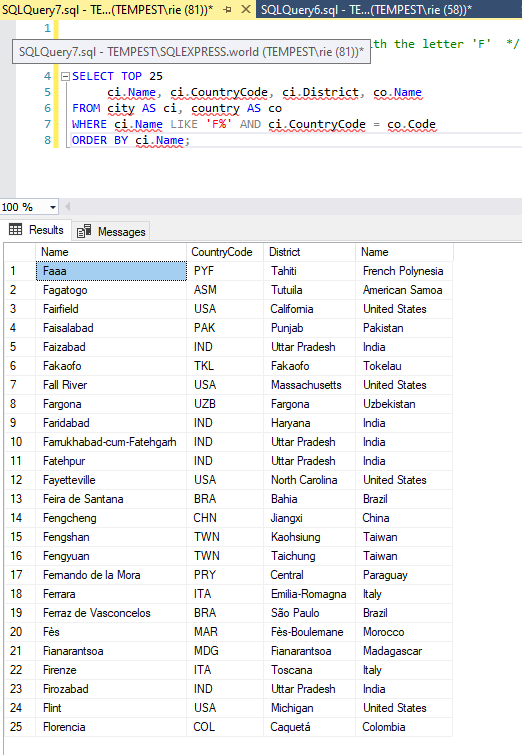 SQLQuery7.sql - TE...(TEMPEST\rie (81))* SQLQuery6.sql - TE...(TEMPEST\rie (58))*
1
th the letter 'F' */
SQLQuery7.sql - TEMPEST\SQLEXPRESS.world (TEMPEST\rie (81))*
4 SELECT TOP 25
5 ci.Name, ci.CountryCode, ci.District, co.Name
6 FROM city AS ci, country AS co
7 WHERE ci.Name LIKE 'F%' AND ci.CountryCode = co.Code
8 ORDER BY ci.Name;
100 %
Results Messages
Name CountryCode District Name
1 Faaa PYF Tahiti French Polynesia
2 Fagatogo ASM Tutuila American Samoa
3 Fairfield USA California United States
4 Faisalabad PAK Punjab Pakistan
5 Faizabad IND Uttar Pradesh India
6 Fakaofo TKL Fakaofo Tokelau
7 Fall River USA Massachusetts United States
8 Fargona UZB Fargona Uzbekistan
9 Faridabad IND Haryana India
10 Farrukhabad-cum-Fatehgarh IND Uttar Pradesh India
11 Fatehpur IND Uttar Pradesh India
12 Fayetteville USA North Carolina United States
13 Feira de Santana BRA Bahia Brazil
14 Fengcheng CHN Jiangxi China
15 Fengshan TWN Kaohsiung Taiwan
16 Fengyuan TWN Taichung Taiwan
17 Fernando de la Mora PRY Central Paraguay
18 Ferrara ITA Emilia-Romagna Italy
19 Ferraz de Vasconcelos BRA São Paulo Brazil
20 Fès MAR Fès-Boulemane Morocco
21 Fianarantsoa MDG Fianarantsoa Madagascar
22 Firenze ITA Toscana Italy
23 Firozabad IND Uttar Pradesh India
24 Flint USA Michigan United States
25 Florencia COL Caquetá Colombia